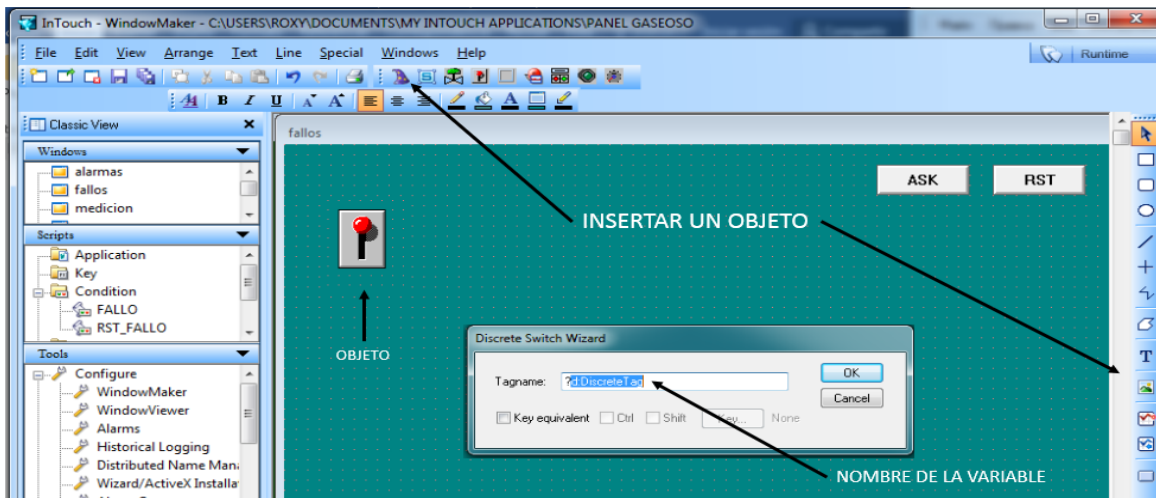 InTouch - WindowMaker - C:\USERS\ROXY\DOCUMENTS\MY INTOUCH APPLICATIONS\PANEL GASEOSO
File Edit View Arrange Text Line Special Windows Help
Runtime
B I U A A A
Classic View
Windows
alarmas
fallos
medicion
Scripts
Application
Key
Condition
FALLO
RST_FALLO
Tools
Configure
WindowMaker
WindowViewer
Alarms
Historical Logging
Distributed Name Mana
Wizard/ActiveX Installa
fallos
ASK RST
INSERTAR UN OBJETO
OBJETO
Discrete Switch Wizard
Tagname: ?d:DiscreteTag OK
Cancel
Key equivalent Ctrl Shift Key... None
NOMBRE DE LA VARIABLE
T